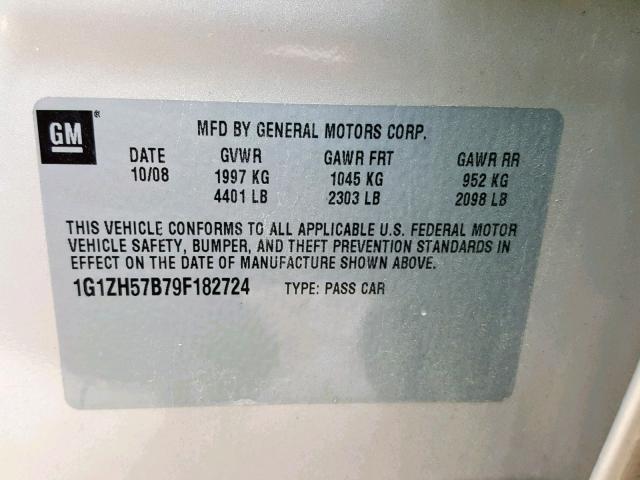 GM®
MFD BY GENERAL MOTORS CORP.
DATE GVWR GAWR FRT GAWR RR
10/08 1997 KG 1045 KG 952 KG
4401 LB 2303 LB 2098 LB
THIS VEHICLE CONFORMS TO ALL APPLICABLE U.S. FEDERAL MOTOR
VEHICLE SAFETY, BUMPER, AND THEFT PREVENTION STANDARDS IN
EFFECT ON THE DATE OF MANUFACTURE SHOWN ABOVE.
1G1ZH57B79F182724 TYPE: PASS CAR